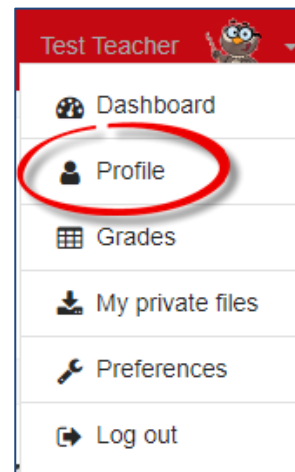 Test Teacher
Dashboard
Profile
Grades
My private files
Preferences
Log out